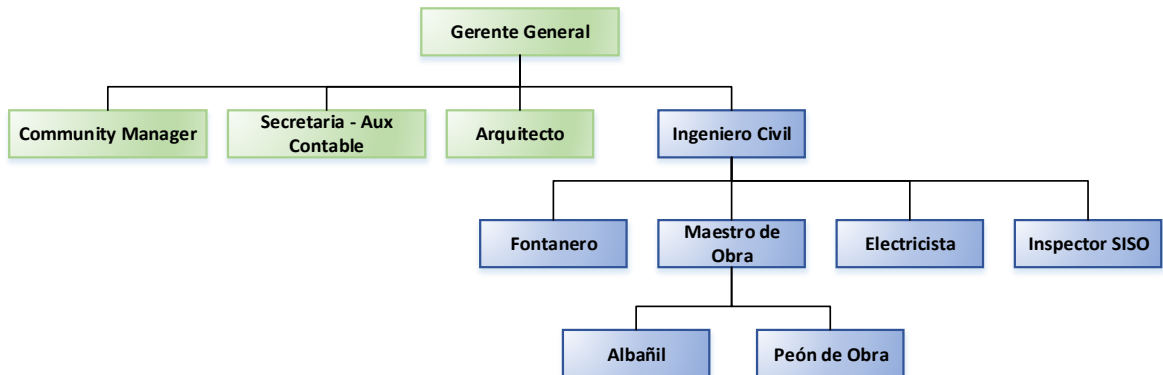 Gerente General
Community Manager
Secretaria - Aux
Contable
Arquitecto
Ingeniero Civil
Fontanero
Maestro de
Obra
Electricista
Inspector SISO
Albañil
Peón de Obra